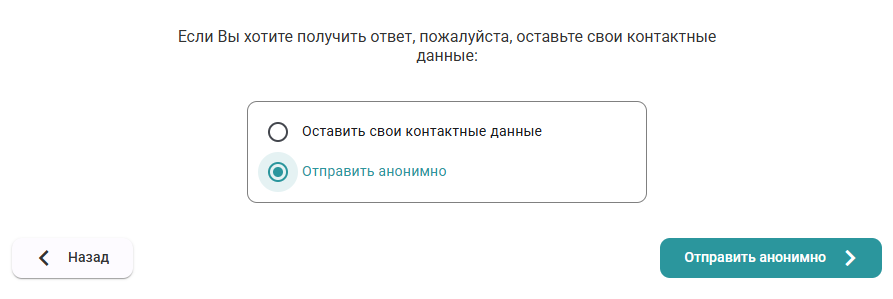 Если Вы хотите получить ответ, пожалуйста, оставьте свои контактные
данные:
Оставить свои контактные данные
Отправить анонимно
Назад
Отправить анонимно